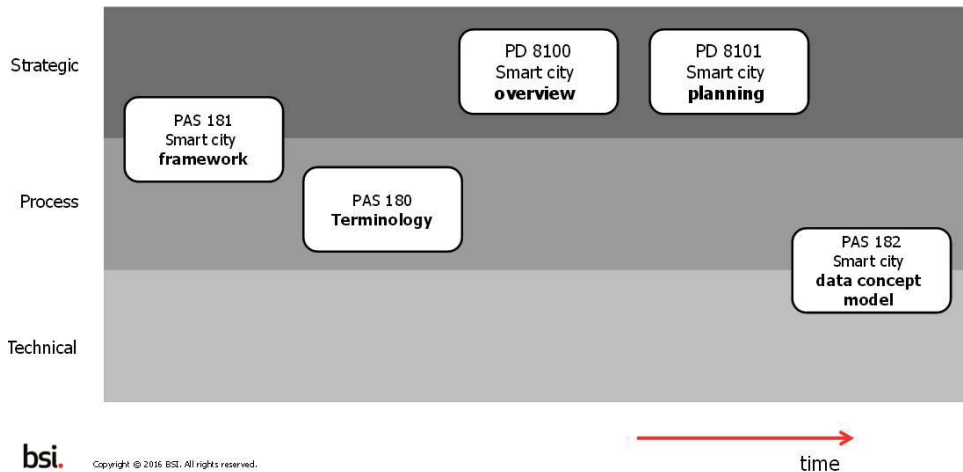 Strategic
PD 8100
Smart city
overview
PD 8101
Smart city
planning
PAS 181
Smart city
framework
Process
PAS 180
Terminology
PAS 182
Smart city
data concept
model
Technical
bsi.
Copyright © 2016 BSI. All rights reserved.
time